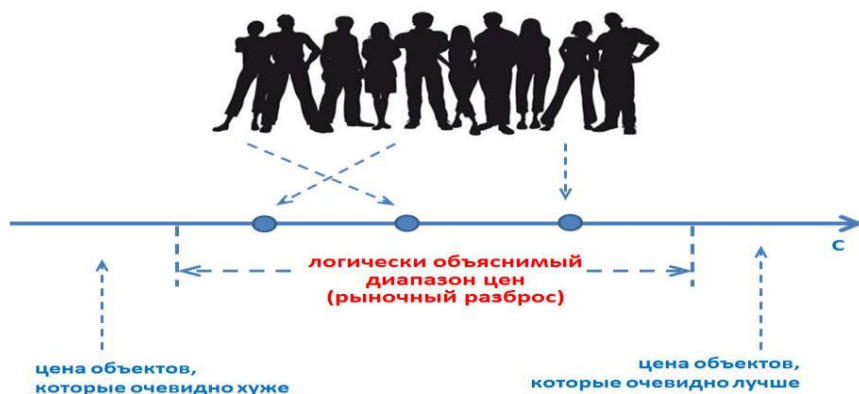 С
логически объяснимый
диапазон цен
(рыночный разброс)
цена объектов,
которые очевидно хуже
цена объектов,
которые очевидно лучше